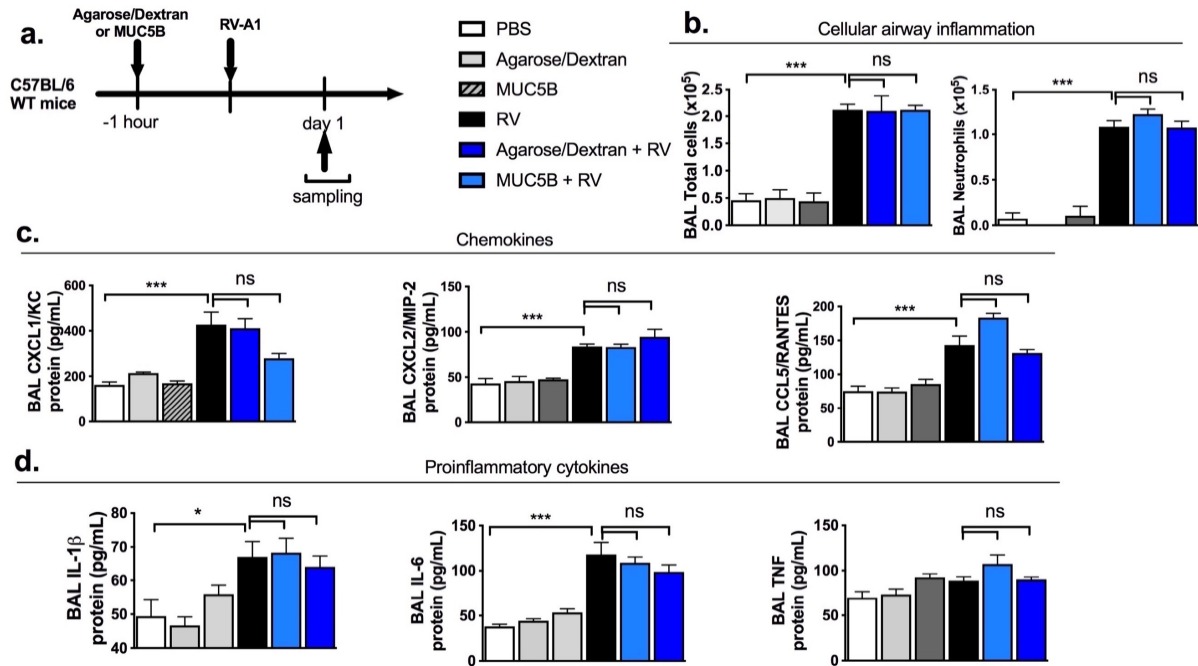 a.
Agarose/Dextran
or MUC5B
RV-A1
C57BL/6
WT mice
-1 hour
day 1
sampling
PBS
Agarose/Dextran
MUC5B
RV
Agarose/Dextran + RV
MUC5B + RV
b.
Cellular airway inflammation
BAL Total cells (x10⁵)
2.5
2.0
1.5
1.0
0.5
0.0
***
ns
BAL Neutrophils (x10⁵)
1.5
1.0
0.5
0.0
***
ns
c.
Chemokines
BAL CXCL1/KC
protein (pg/mL)
600
400
200
0
***
ns
BAL CXCL2/MIP-2
protein (pg/mL)
150
100
50
0
***
ns
BAL CCL5/RANTES
protein (pg/mL)
200
150
100
50
0
***
ns
d.
Proinflammatory cytokines
BAL IL-1β
protein (pg/mL)
80
70
60
50
40
*
ns
BAL IL-6
protein (pg/mL)
150
100
50
0
***
ns
BAL TNF
protein (pg/mL)
150
100
50
0
ns